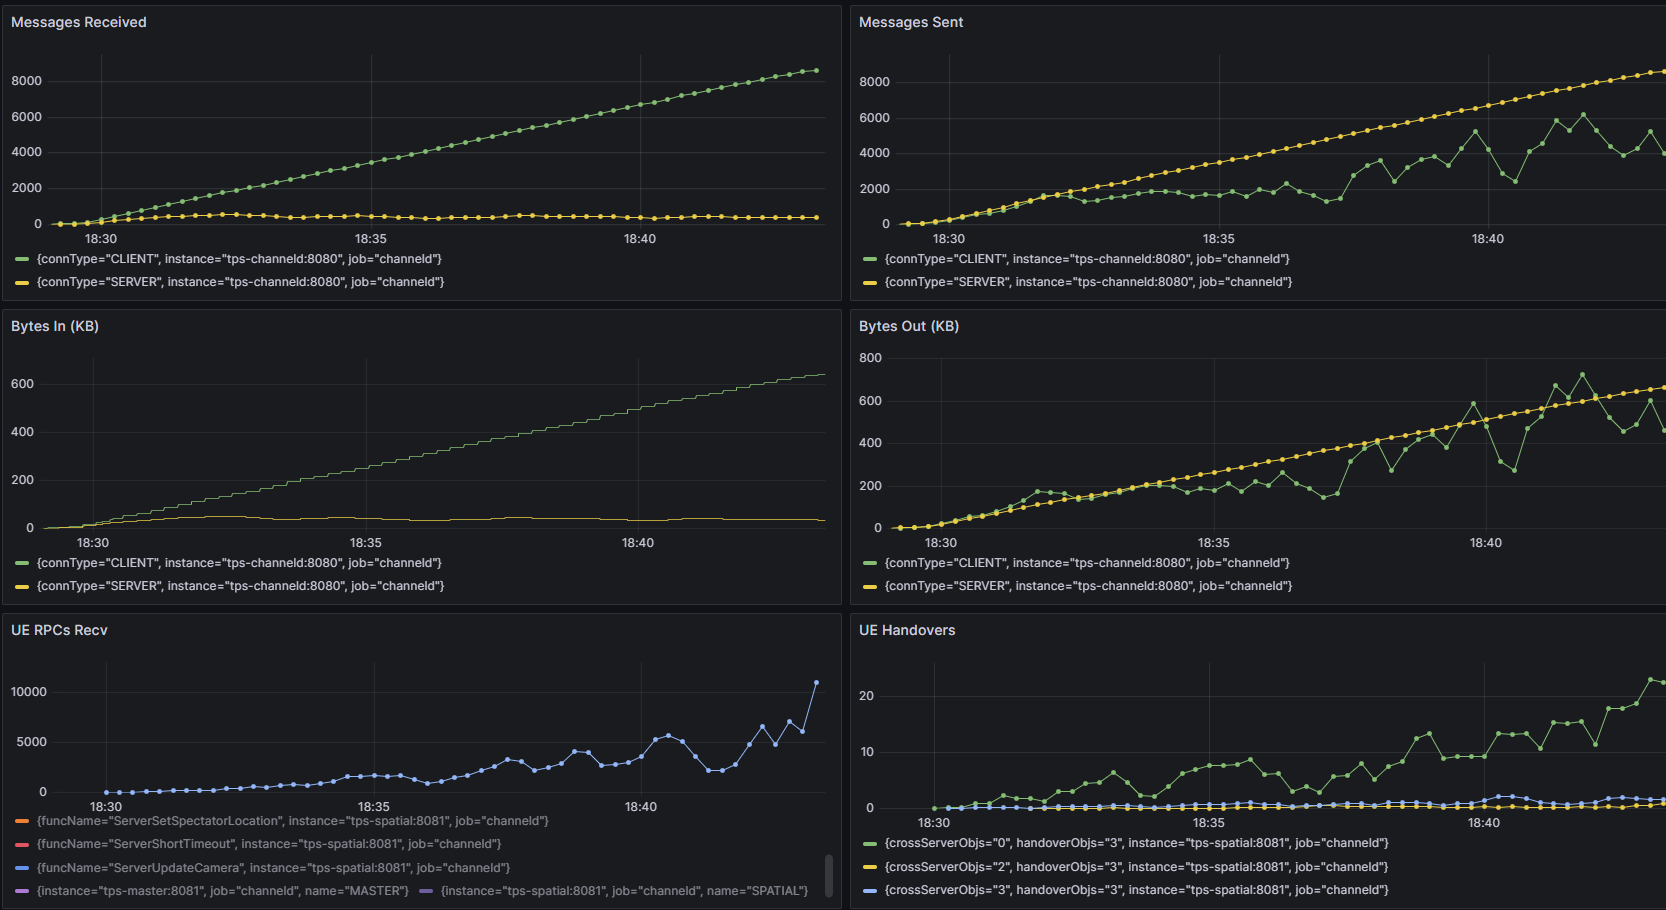 Messages Received
8000
6000
4000
2000
0
18:30 18:35 18:40
{connType="CLIENT", instance="tps-channeld:8080", job="channeld"}
{connType="SERVER", instance="tps-channeld:8080", job="channeld"}
Messages Sent
8000
6000
4000
2000
0
18:30 18:35 18:40
{connType="CLIENT", instance="tps-channeld:8080", job="channeld"}
{connType="SERVER", instance="tps-channeld:8080", job="channeld"}
Bytes In (KB)
600
400
200
0
18:30 18:35 18:40
{connType="CLIENT", instance="tps-channeld:8080", job="channeld"}
{connType="SERVER", instance="tps-channeld:8080", job="channeld"}
Bytes Out (KB)
800
600
400
200
0
18:30 18:35 18:40
{connType="CLIENT", instance="tps-channeld:8080", job="channeld"}
{connType="SERVER", instance="tps-channeld:8080", job="channeld"}
UE RPCs Recv
10000
5000
0
18:30 18:35 18:40
{funcName="ServerSetSpectatorLocation", instance="tps-spatial:8081", job="channeld"}
{funcName="ServerShortTimeout", instance="tps-spatial:8081", job="channeld"}
{funcName="ServerUpdateCamera", instance="tps-spatial:8081", job="channeld"}
{instance="tps-master:8081", job="channeld", name="MASTER"} {instance="tps-spatial:8081", job="channeld", name="SPATIAL"}
UE Handovers
20
10
0
18:30 18:35 18:40
{crossServerObjs="0", handoverObjs="3", instance="tps-spatial:8081", job="channeld"}
{crossServerObjs="2", handoverObjs="3", instance="tps-spatial:8081", job="channeld"}
{crossServerObjs="3", handoverObjs="3", instance="tps-spatial:8081", job="channeld"}